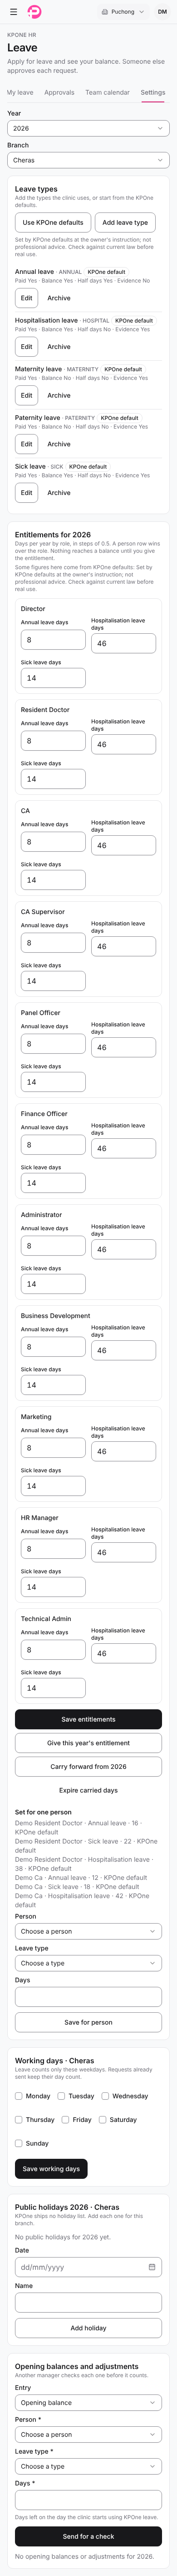 Puchong
DM
KPONE HR
Leave
Apply for leave and see your balance. Someone else
approves each request.
My leave Approvals Team calendar Settings
Year
2026
Branch
Cheras
Leave types
Add the types the clinic uses, or start from the KPOne
defaults.
Use KPOne defaults Add leave type
Set by KPOne defaults at the owner's instruction; not
professional advice. Check against current law before
real use.
Annual leave · ANNUAL KPOne default
Paid Yes · Balance Yes · Half days Yes · Evidence No
Edit Archive
Hospitalisation leave · HOSPITAL KPOne default
Paid Yes · Balance Yes · Half days No · Evidence Yes
Edit Archive
Maternity leave · MATERNITY KPOne default
Paid Yes · Balance No · Half days No · Evidence Yes
Edit Archive
Paternity leave · PATERNITY KPOne default
Paid Yes · Balance No · Half days No · Evidence Yes
Edit Archive
Sick leave · SICK KPOne default
Paid Yes · Balance Yes · Half days No · Evidence Yes
Edit Archive
Entitlements for 2026
Days per year by role, in steps of 0.5. A person row wins
over the role. Nothing reaches a balance until you give
the entitlement.
Some figures here come from KPOne defaults. Set by
KPOne defaults at the owner's instruction; not
professional advice. Check against current law before
real use.
Director
Annual leave days
8
Hospitalisation leave
days
46
Sick leave days
14
Resident Doctor
Annual leave days
8
Hospitalisation leave
days
46
Sick leave days
14
CA
Annual leave days
8
Hospitalisation leave
days
46
Sick leave days
14
CA Supervisor
Annual leave days
8
Hospitalisation leave
days
46
Sick leave days
14
Panel Officer
Annual leave days
8
Hospitalisation leave
days
46
Sick leave days
14
Finance Officer
Annual leave days
8
Hospitalisation leave
days
46
Sick leave days
14
Administrator
Annual leave days
8
Hospitalisation leave
days
46
Sick leave days
14
Business Development
Annual leave days
8
Hospitalisation leave
days
46
Sick leave days
14
Marketing
Annual leave days
8
Hospitalisation leave
days
46
Sick leave days
14
HR Manager
Annual leave days
8
Hospitalisation leave
days
46
Sick leave days
14
Technical Admin
Annual leave days
8
Hospitalisation leave
days
46
Sick leave days
14
Save entitlements
Give this year's entitlement
Carry forward from 2026
Expire carried days
Set for one person
Demo Resident Doctor · Annual leave · 16 ·
KPOne default
Demo Resident Doctor · Sick leave · 22 · KPOne
default
Demo Resident Doctor · Hospitalisation leave ·
38 · KPOne default
Demo Ca · Annual leave · 12 · KPOne default
Demo Ca · Sick leave · 18 · KPOne default
Demo Ca · Hospitalisation leave · 42 · KPOne
default
Person
Choose a person
Leave type
Choose a type
Days
Save for person
Working days · Cheras
Leave counts only these weekdays. Requests already
sent keep their day count.
Monday Tuesday Wednesday
Thursday Friday Saturday
Sunday
Save working days
Public holidays 2026 · Cheras
KPOne ships no holiday list. Add each one for this
branch.
No public holidays for 2026 yet.
Date
dd/mm/yyyy
Name
Add holiday
Opening balances and adjustments
Another manager checks each one before it counts.
Entry
Opening balance
Person *
Choose a person
Leave type *
Choose a type
Days *
Days left on the day the clinic starts using KPOne leave.
Send for a check
No opening balances or adjustments for 2026.